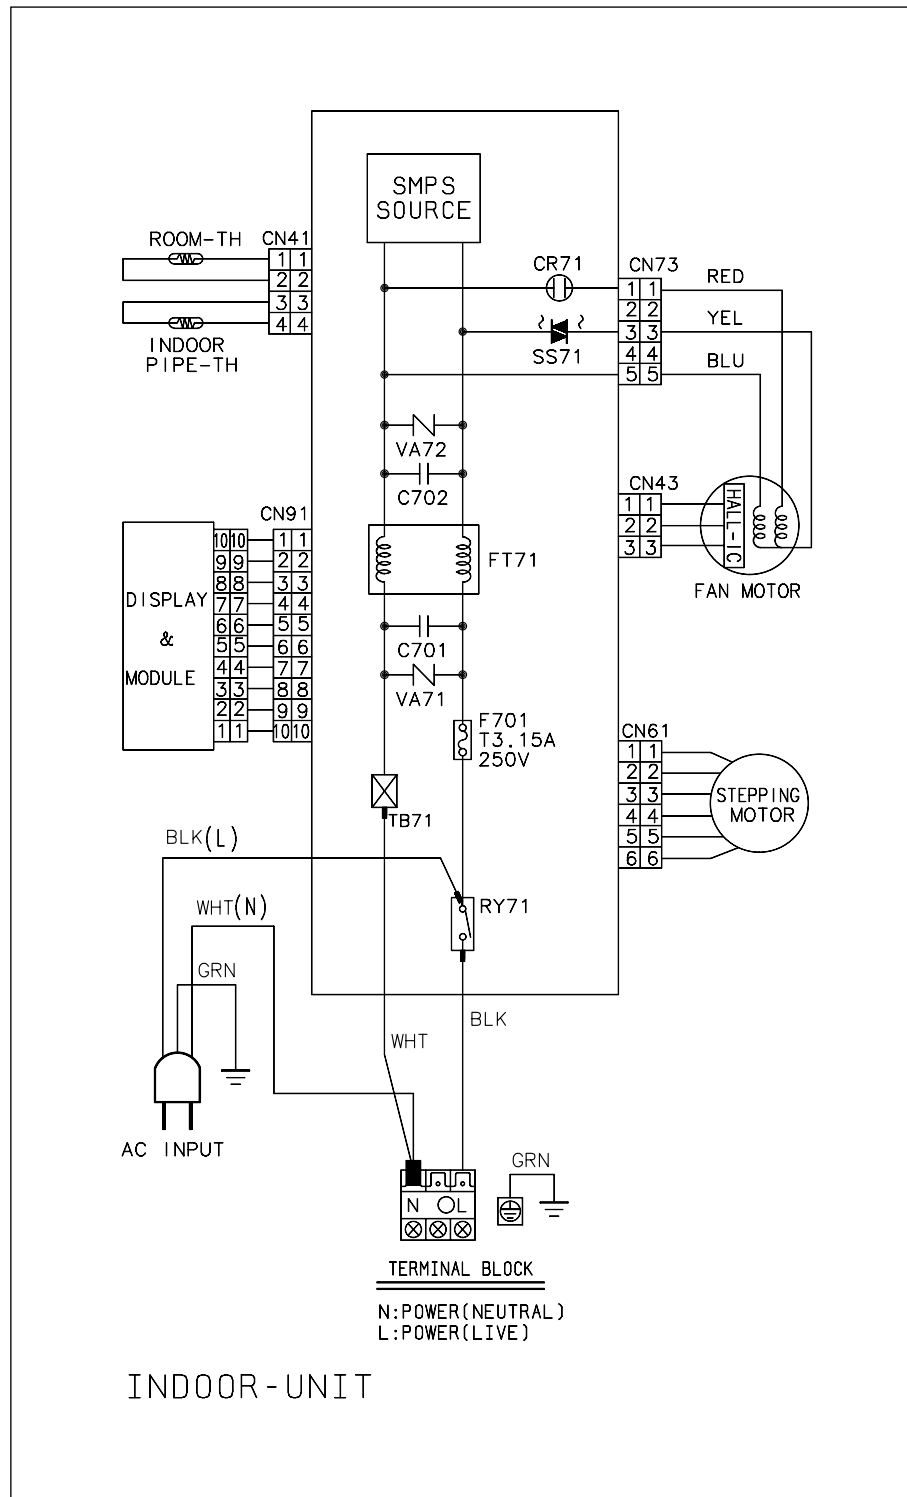 SMPS
SOURCE
ROOM-TH
CN41
1 1
2 2
3 3
4 4
INDOOR
PIPE-TH
CR71
SS71
CN73
1 1
2 2
3 3
4 4
5 5
RED
YEL
BLU
VA72
C702
CN43
1 1
2 2
3 3
HALL-IC
FAN MOTOR
CN91
DISPLAY
&
MODULE
10 10 1 1
9 9 2 2
8 8 3 3
7 7 4 4
6 6 5 5
5 5 6 6
4 4 7 7
3 3 8 8
2 2 9 9
1 1 10 10
FT71
C701
VA71
F701
T3.15A
250V
CN61
1 1
2 2
3 3
4 4
5 5
6 6
STEPPING
MOTOR
TB71
BLK(L)
WHT(N)
GRN
RY71
BLK
WHT
AC INPUT
GRN
N L
TERMINAL BLOCK
N:POWER(NEUTRAL)
L:POWER(LIVE)
INDOOR-UNIT